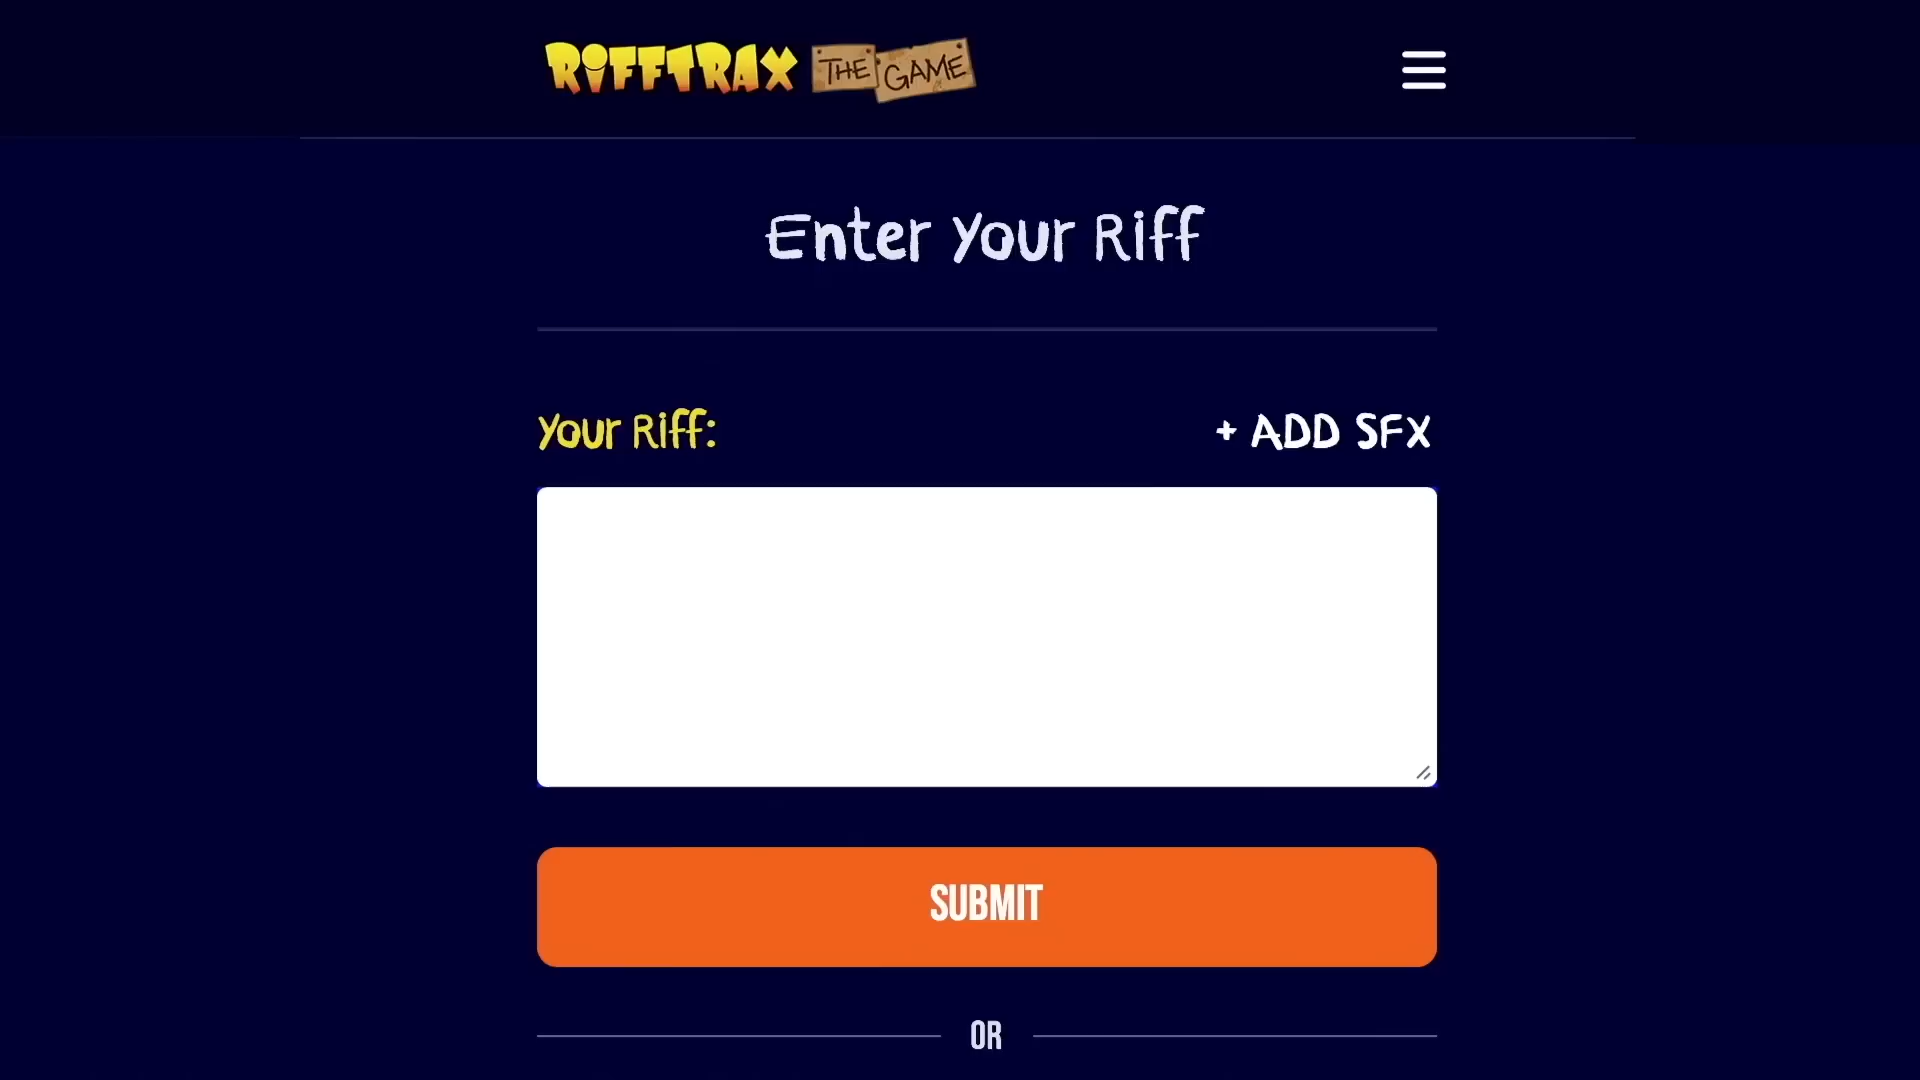 RiFFTRAX THE GAME
Enter Your Riff
Your Riff:
+ ADD SFX
SUBMIT
OR